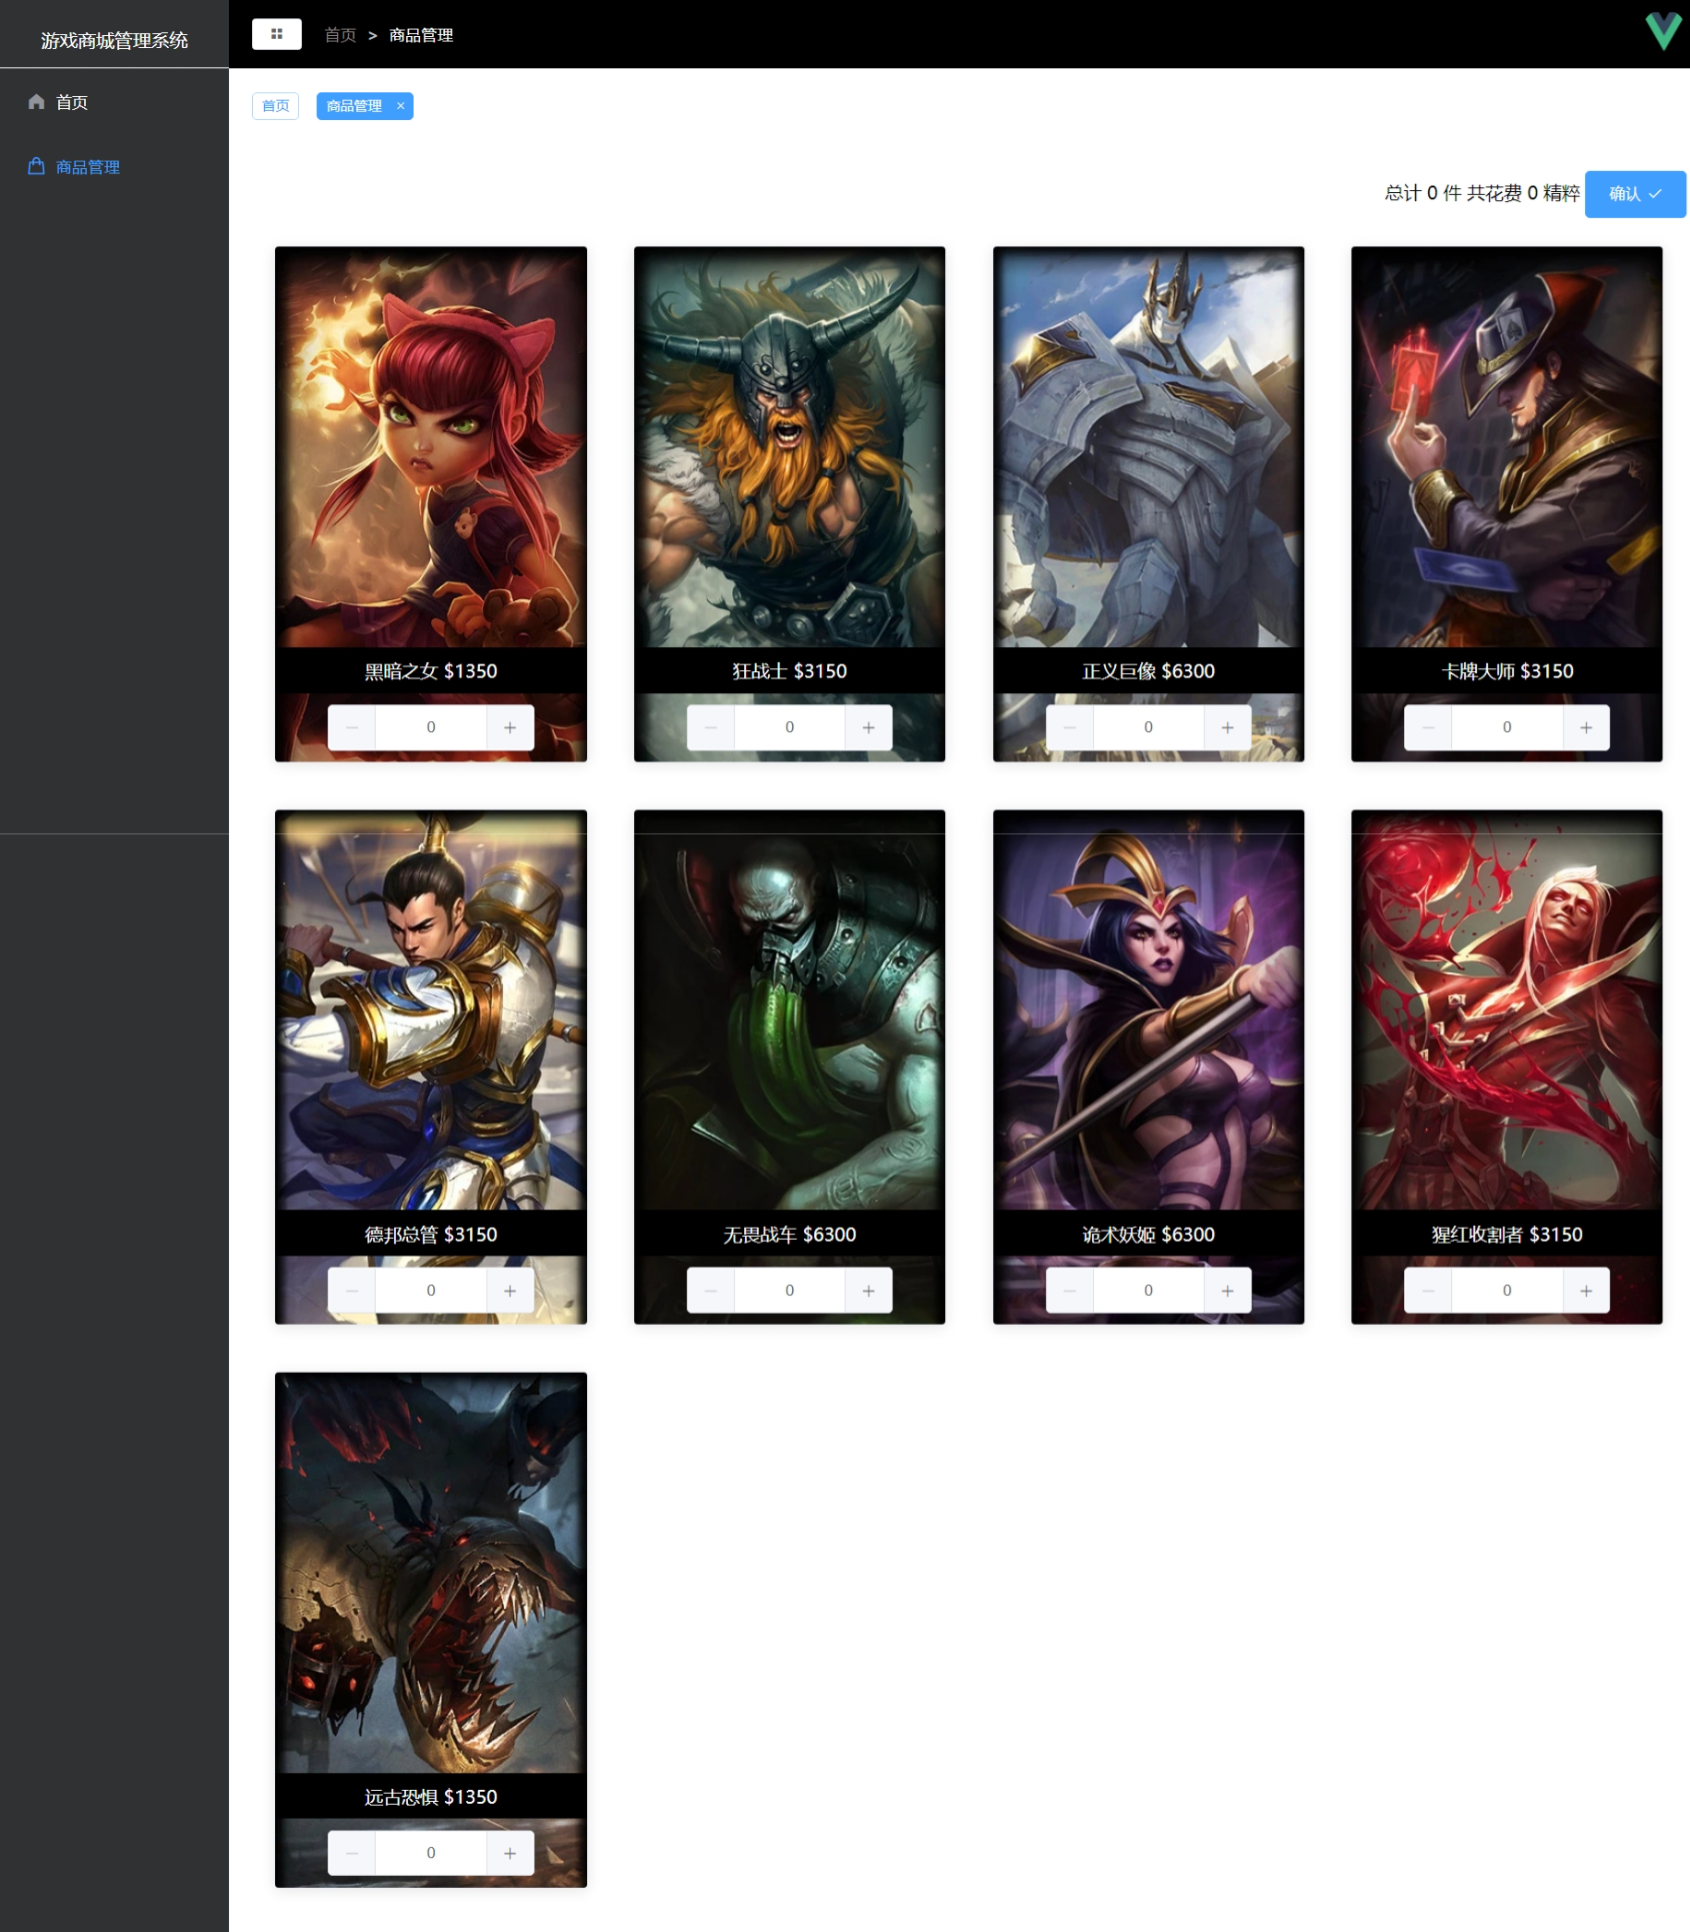 游戏商城管理系统
首页 > 商品管理
首页
商品管理
首页
商品管理 ×
总计 0 件 共花费 0 精粹 确认
黑暗之女 $1350
狂战士 $3150
正义巨像 $6300
卡牌大师 $3150
− 0 +
− 0 +
− 0 +
− 0 +
德邦总管 $3150
无畏战车 $6300
诡术妖姬 $6300
猩红收割者 $3150
− 0 +
− 0 +
− 0 +
− 0 +
远古恐惧 $1350
− 0 +